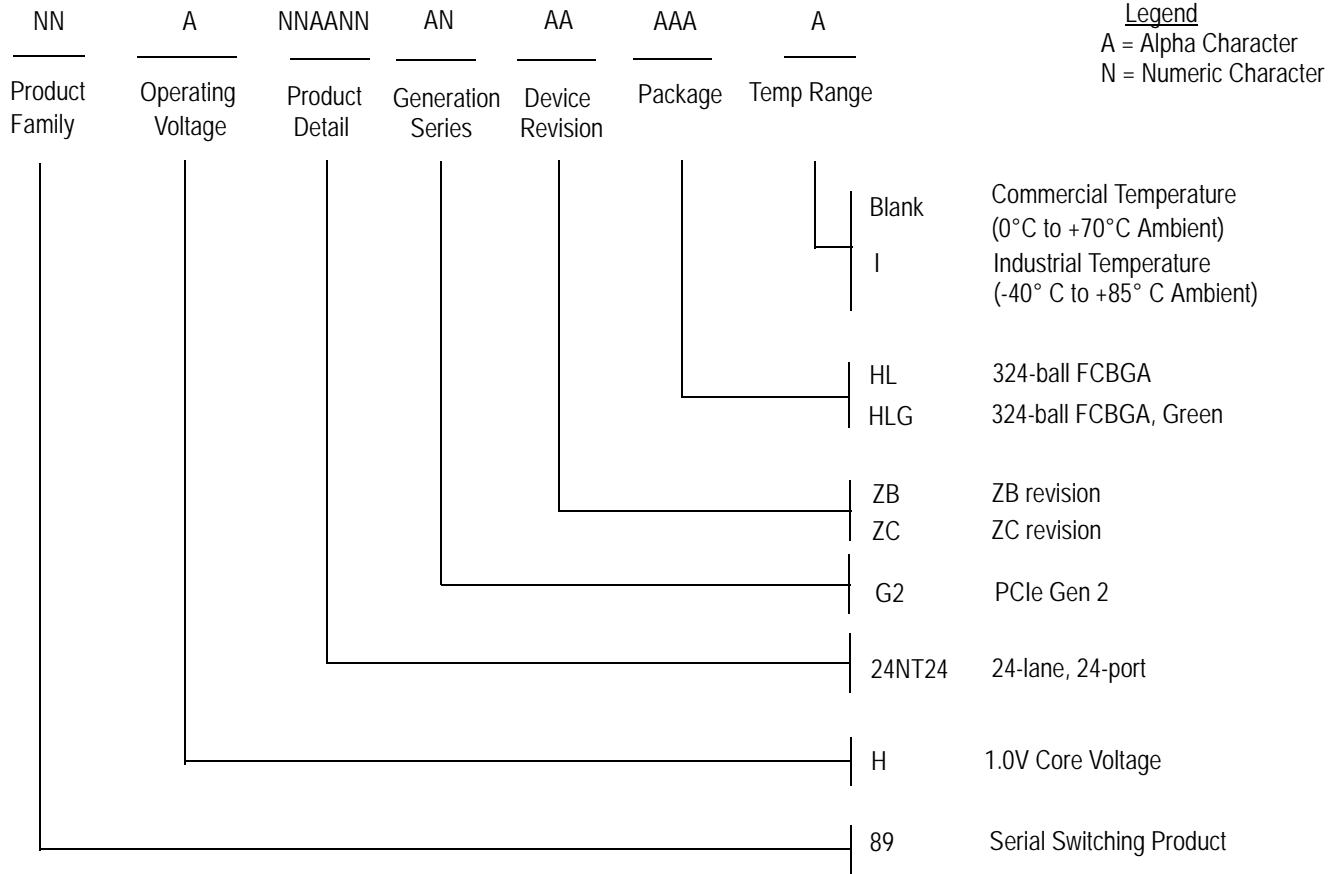 NN A NNAANN AN AA AAA A
Legend
A = Alpha Character
N = Numeric Character
Product Family
Operating Voltage
Product Detail
Generation Series
Device Revision
Package
Temp Range
Blank Commercial Temperature
(0°C to +70°C Ambient)
I Industrial Temperature
(-40° C to +85° C Ambient)
HL 324-ball FCBGA
HLG 324-ball FCBGA, Green
ZB ZB revision
ZC ZC revision
G2 PCIe Gen 2
24NT24 24-lane, 24-port
H 1.0V Core Voltage
89 Serial Switching Product